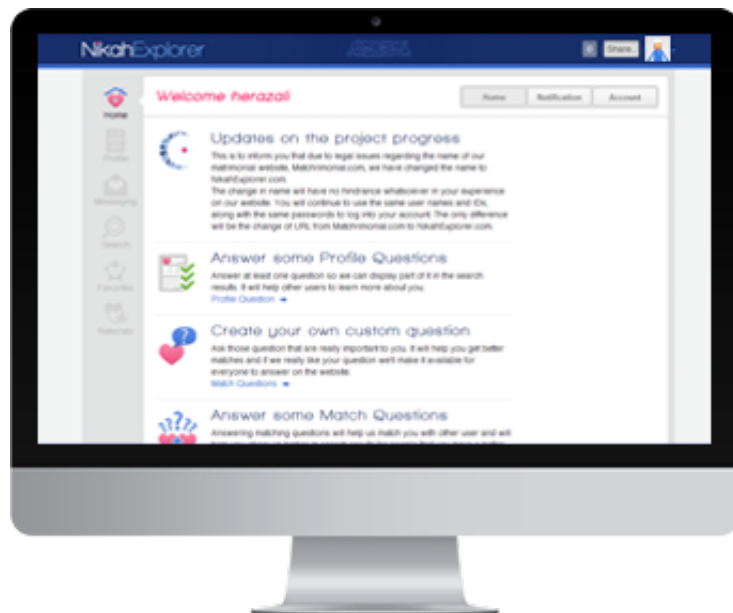 NikahExplorer
Share
Welcome herazali
Home
Notification
Account
Home
Profile
Messaging
Search
Favorites
Referrals
Updates on the project progress
This is to inform you that due to legal issues regarding the name of our
matrimonial website, Matchrimonial.com, we have changed the name to
NikahExplorer.com.
The change in name will have no hindrance whatsoever in your experience
on our website. You will continue to use the same user names and IDs,
along with the same passwords to log into your account. The only difference
will be the change of URL from Matchrimonial.com to NikahExplorer.com.
Answer some Profile Questions
Answer at least one question so we can display part of it in the search
results. It will help other users to learn more about you.
Profile Question
Create your own custom question
Ask those question that are really important to you. It will help you get better
matches and if we really like your question we'll make it available for
everyone to answer on the website.
Match Questions
Answer some Match Questions
Answering matching questions will help us match you with other user and will